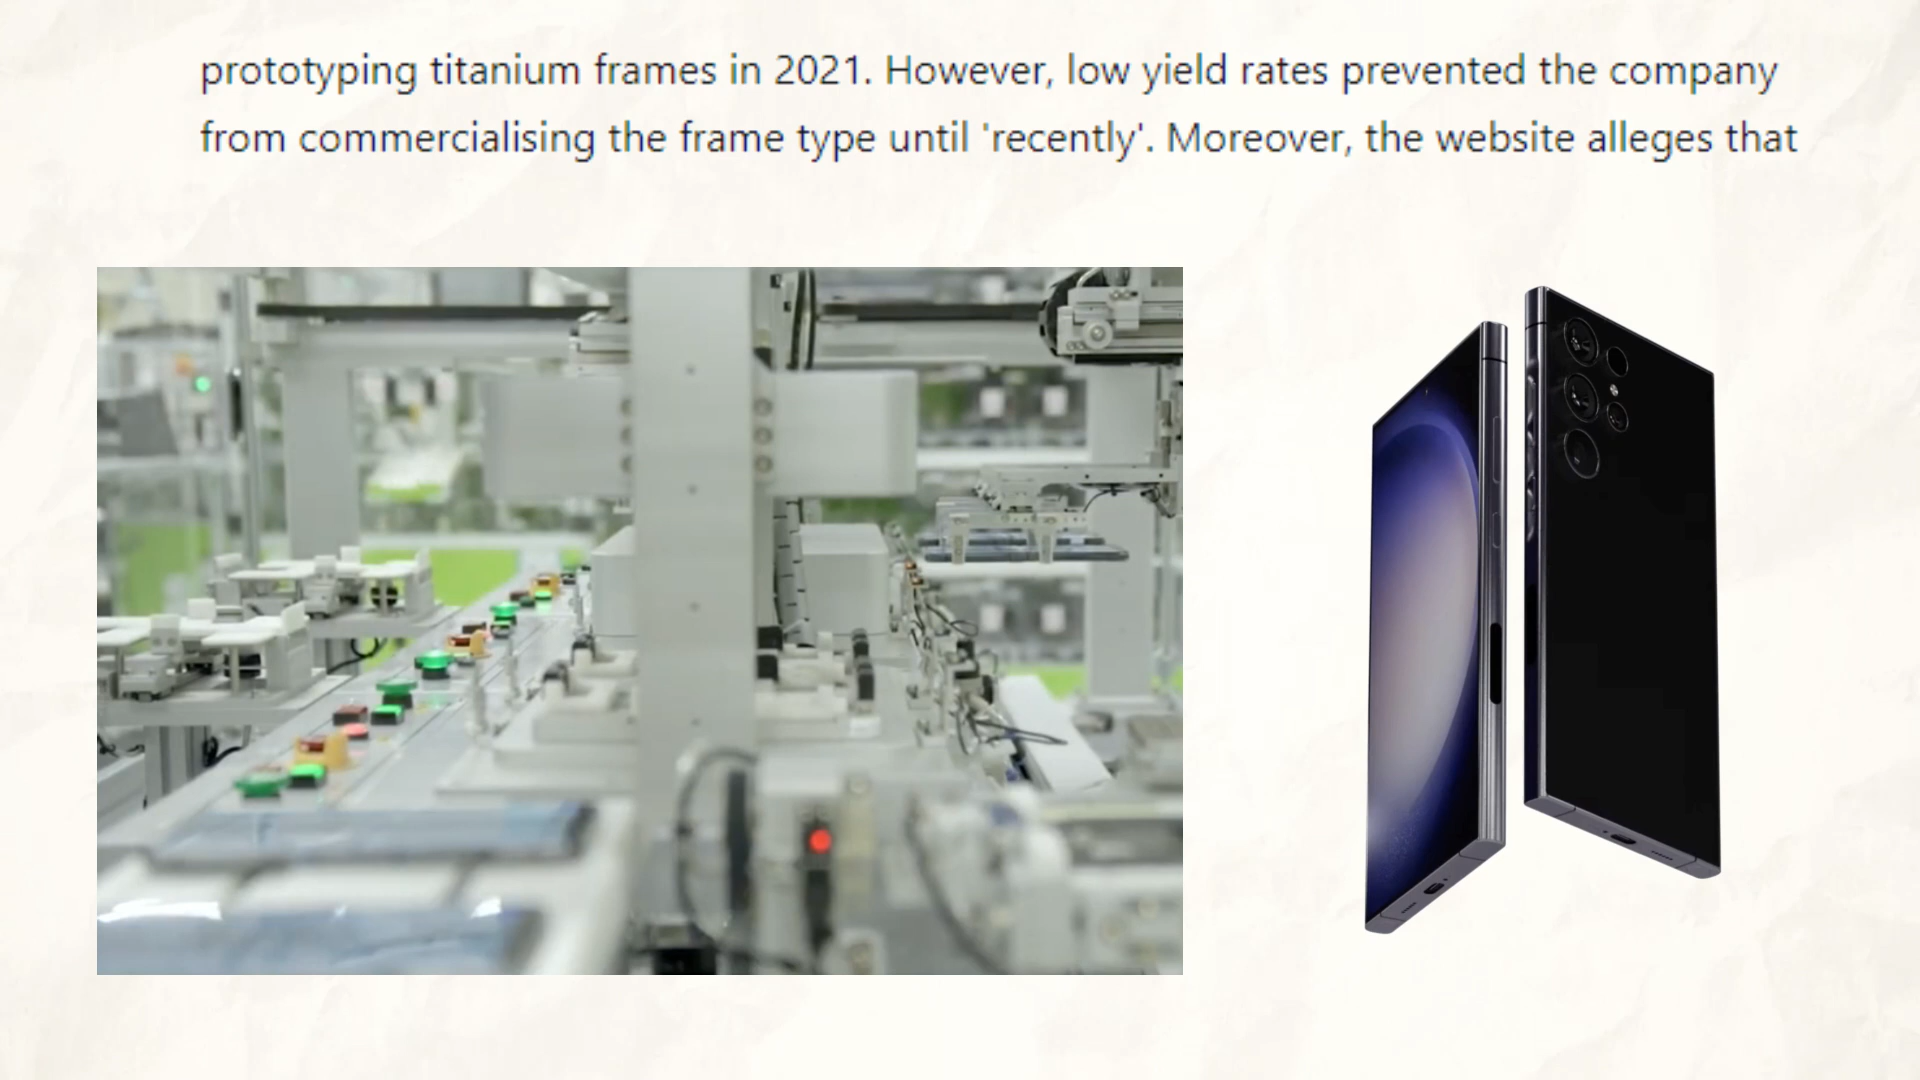 prototyping titanium frames in 2021. However, low yield rates prevented the company
from commercialising the frame type until 'recently'. Moreover, the website alleges that